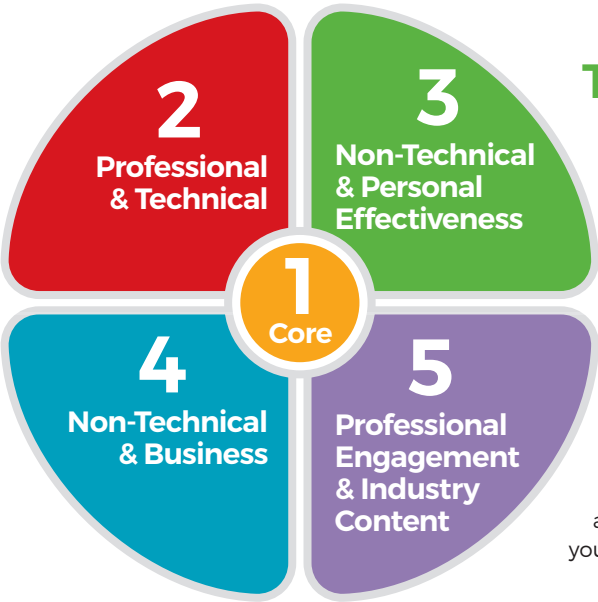 2
Professional
& Technical
3
Non-Technical
& Personal
Effectiveness
1
Core
4
Non-Technical
& Business
5
Professional
Engagement
& Industry
Content